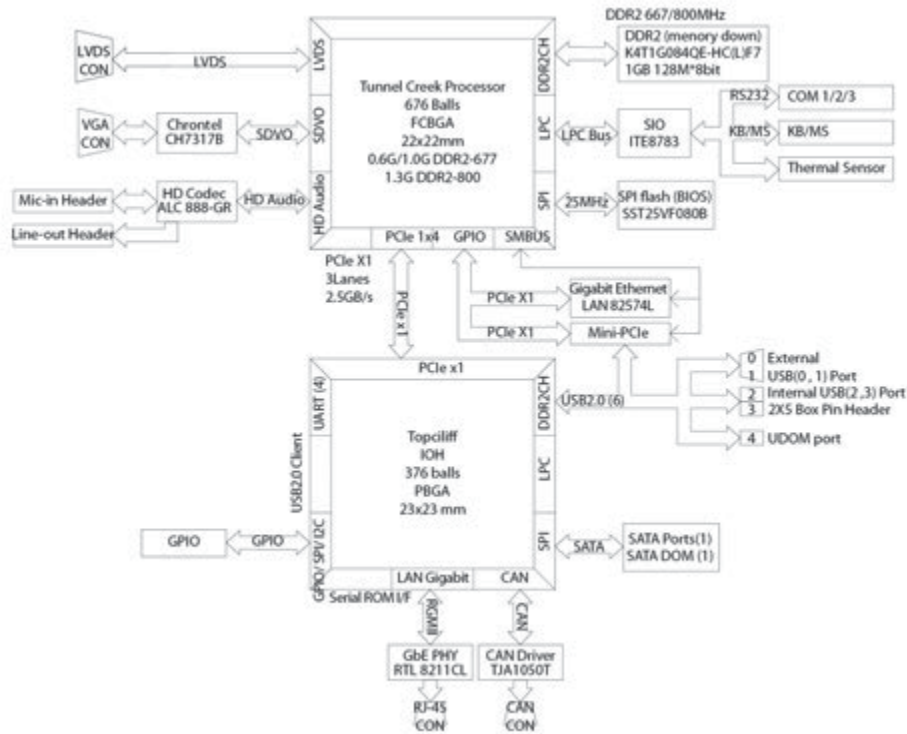 DDR2 667/800MHz
LVDS
CON
LVDS
LVDS
DDR2CH
DDR2 (menory down)
K4T1G084QE-HC(L)F7
1GB 128M*8bit
Tunnel Creek Processor
676 Balls
FCBGA
22x22mm
0.6G/1.0G DDR2-677
1.3G DDR2-800
VGA
CON
Chrontel
CH7317B
SDVO
SDVO
LPC
LPC Bus
SIO
ITE8783
RS232
COM 1/2/3
KB/MS
KB/MS
Thermal Sensor
Mic-in Header
HD Codec
ALC 888-GR
HD Audio
HD Audio
Line-out Header
SPI
25MHz
SPI flash (BIOS)
SST25VF080B
PCIe 1x4
GPIO
SMBUS
PCIe X1
3Lanes
2.5GB/s
PCIe x1
PCIe X1
Gigabit Ethernet
LAN 82574L
PCIe X1
Mini-PCIe
PCIe x1
UART (4)
USB2.0 Client
GPIO/ SPI/ I2C
DDR2CH
LPC
SPI
Topciliff
IOH
376 balls
PBGA
23x23 mm
USB2.0 (6)
0 External
1 USB(0 , 1) Port
2 Internal USB(2 ,3) Port
3 2X5 Box Pin Header
4 UDOM port
GPIO
GPIO
SATA
SATA Ports(1)
SATA DOM (1)
LAN Gigabit
CAN
Serial ROM I/F
RGMII
CAN
GbE PHY
RTL 8211CL
CAN Driver
TJA1050T
RJ-45
CON
CAN
CON